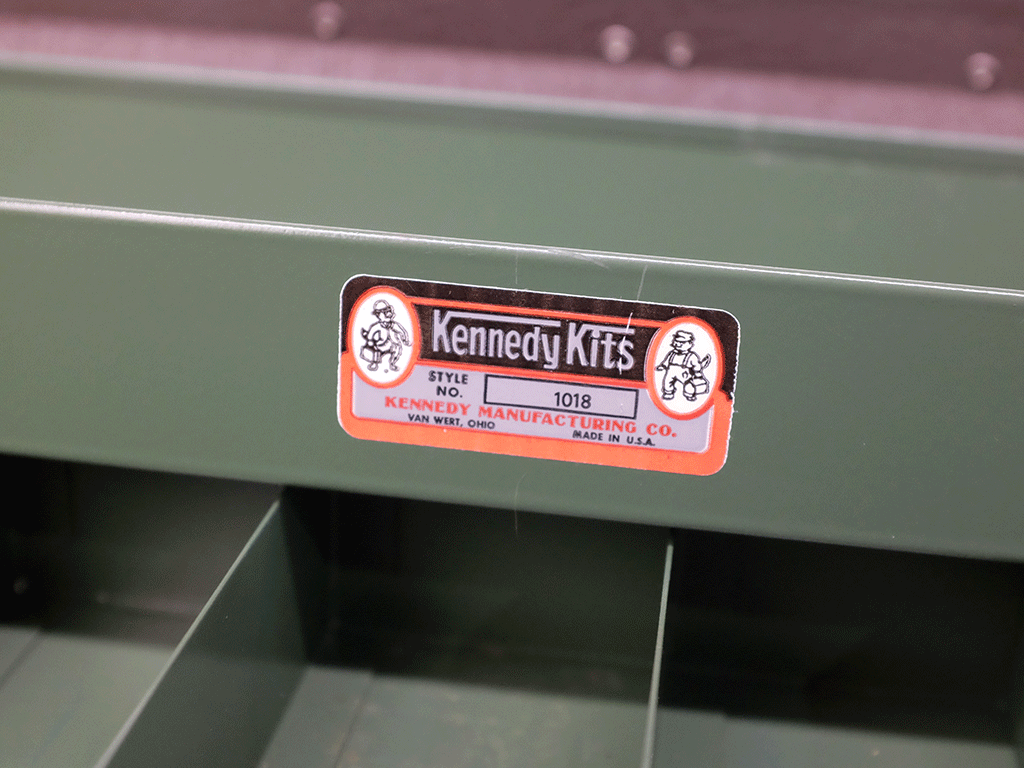 Kennedy Kits
STYLE NO. 1018
KENNEDY MANUFACTURING CO.
VAN WERT, OHIO MADE IN U.S.A.